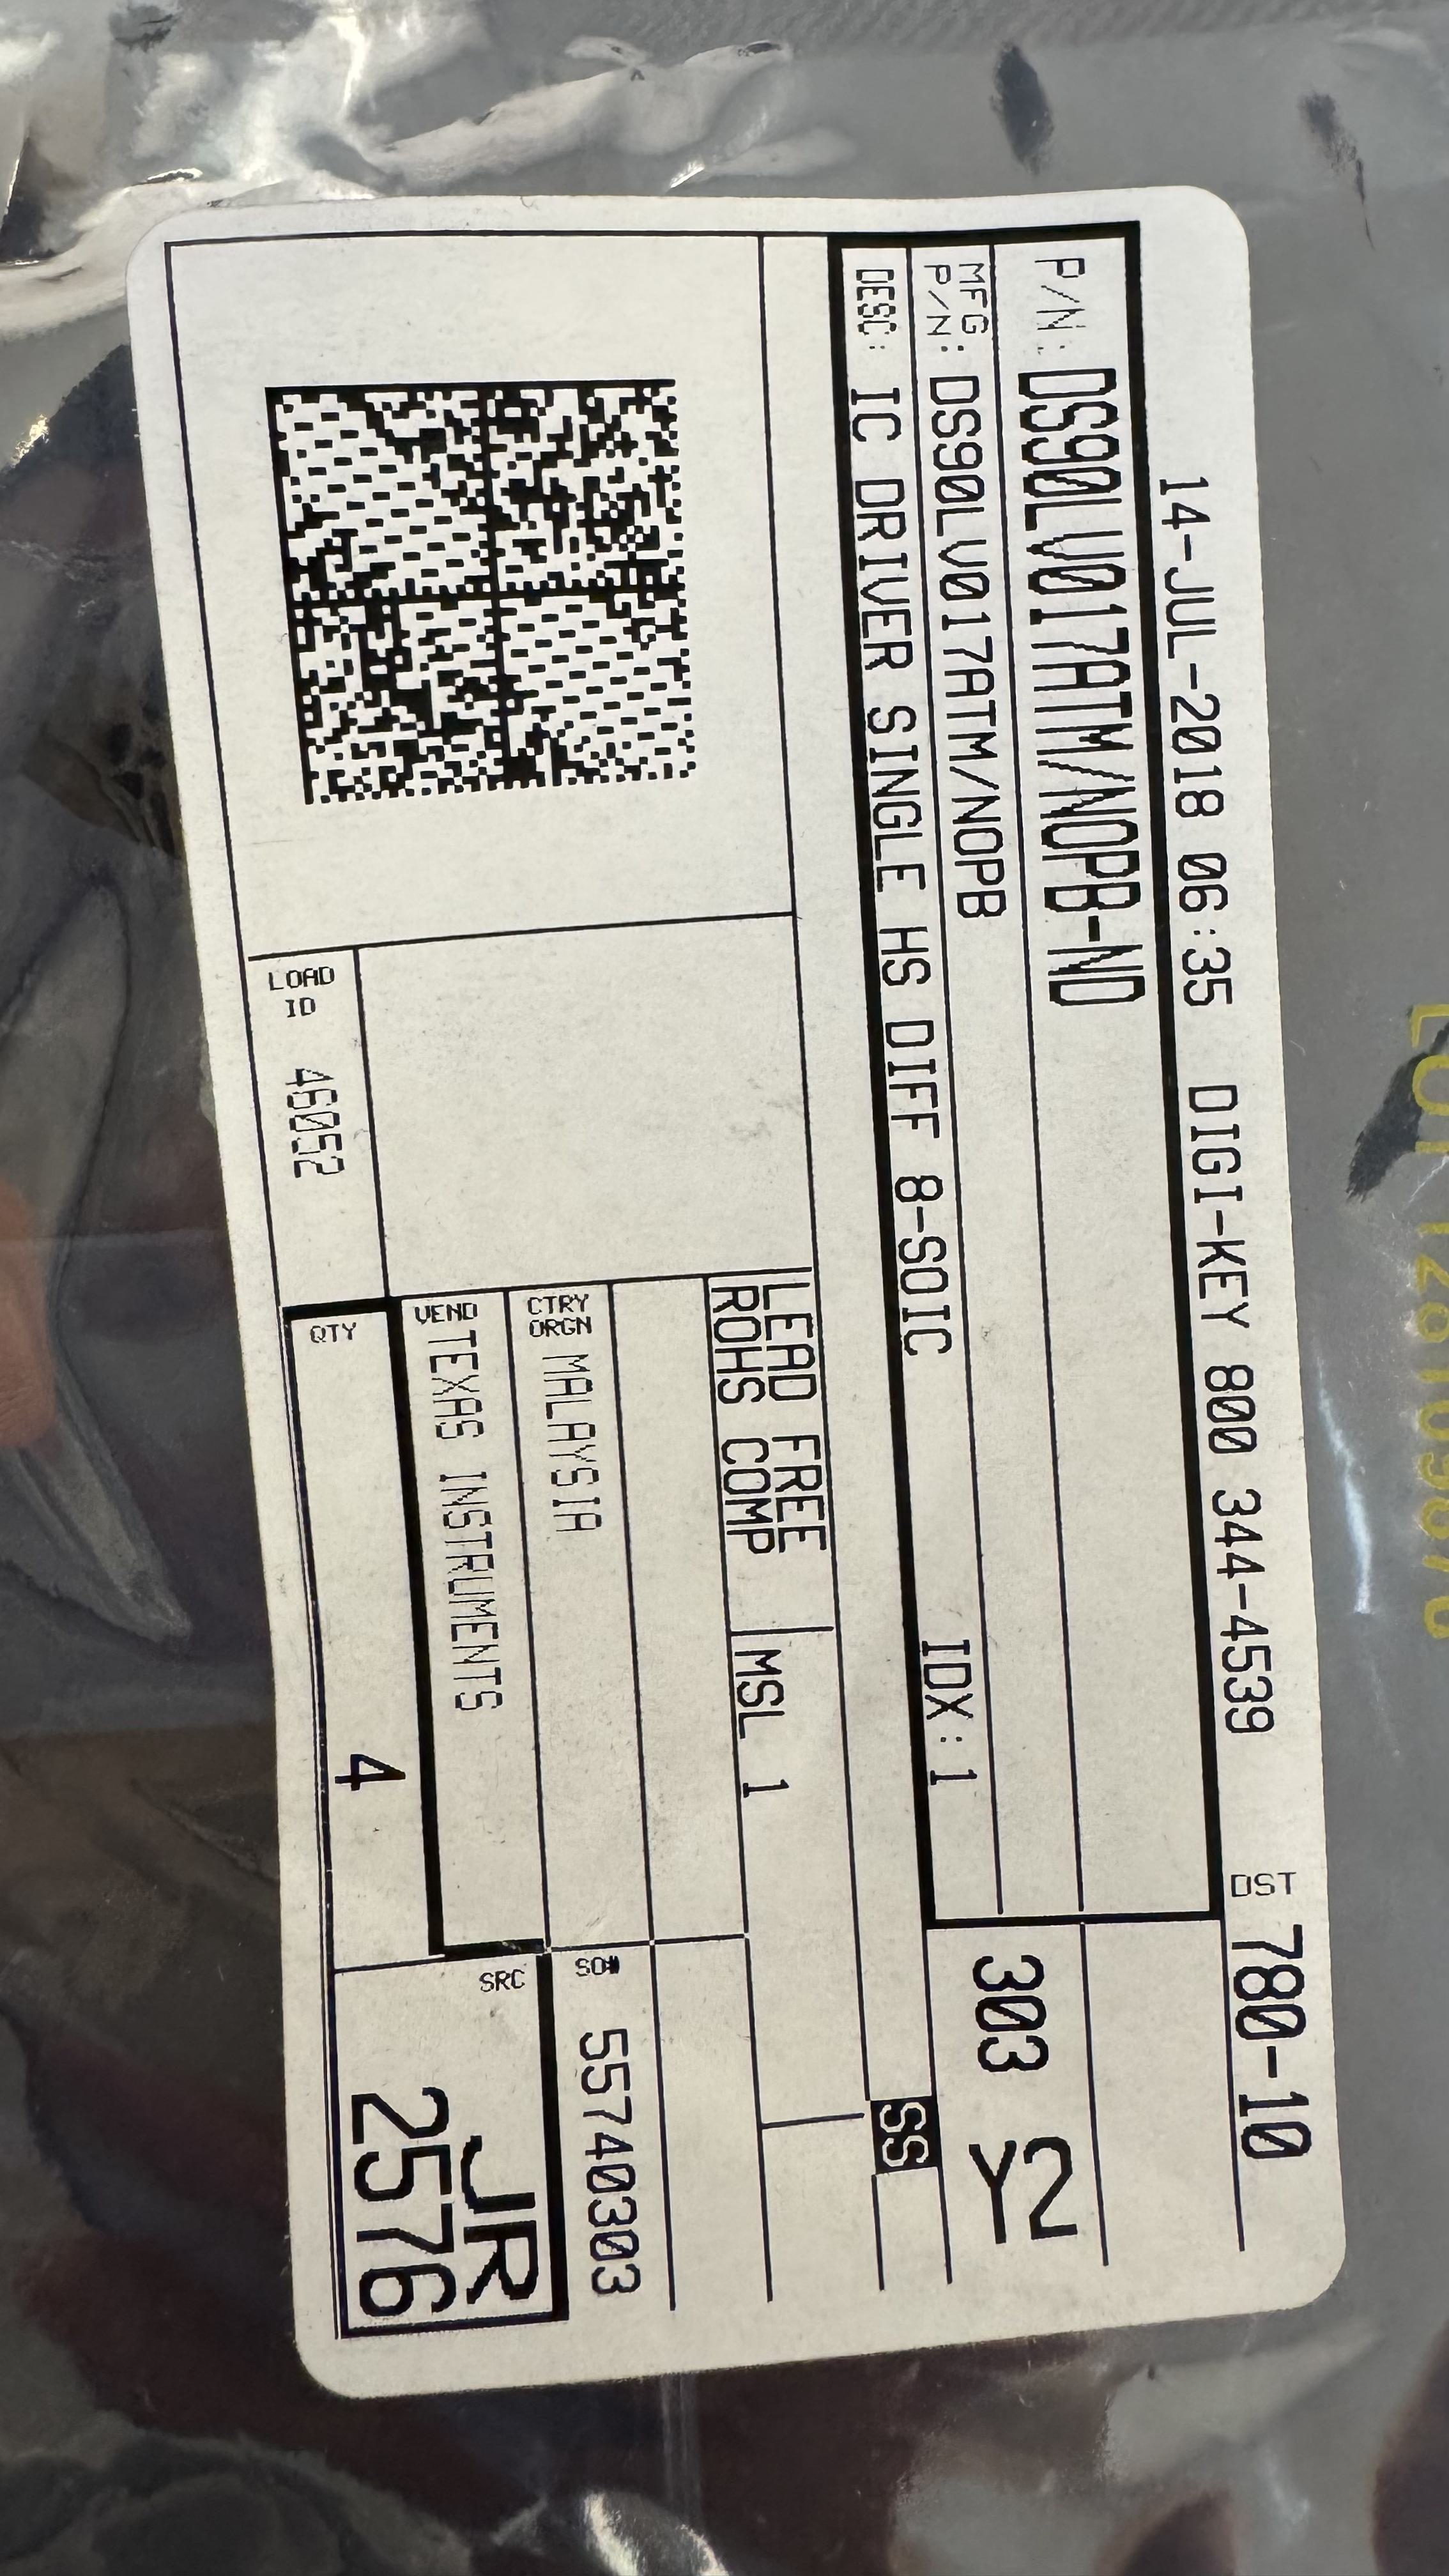 14-JUL-2018 06:35 DIGI-KEY 800 344-4539
DST 780-10
P/N: DS90LV017ATM/NOPB-ND
MFG P/N: DS90LV017ATM/NOPB
303 Y2
DESC: IC DRIVER SINGLE HS DIFF 8-SOIC IDX: 1
SS
LEAD FREE
ROHS COMP
MSL 1
CTRY ORGN MALAYSIA
SO# 55740303
VEND TEXAS INSTRUMENTS
SRC JR
2576
LOAD ID 46052
QTY 4
LOT